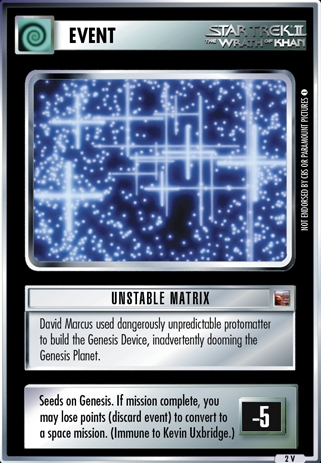 EVENT
STAR TREK II
THE WRATH OF KHAN
NOT ENDORSED BY CBS OR PARAMOUNT PICTURES
UNSTABLE MATRIX
David Marcus used dangerously unpredictable protomatter
to build the Genesis Device, inadvertently dooming the
Genesis Planet.
Seeds on Genesis. If mission complete, you
may lose points (discard event) to convert to
a space mission. (Immune to Kevin Uxbridge.)
-5
2 V